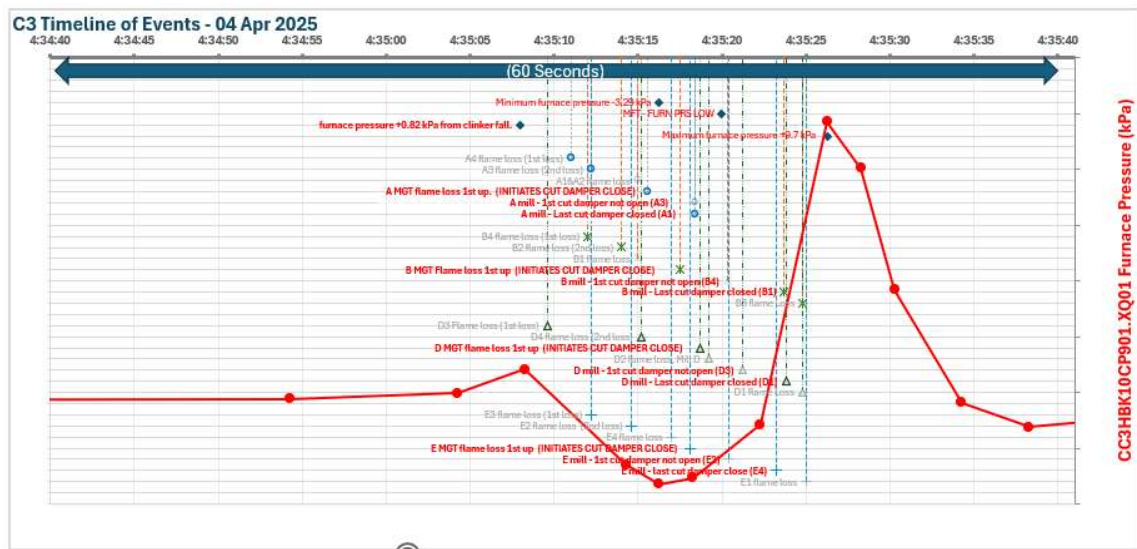 C3 Timeline of Events - 04 Apr 2025
4:34:40 4:34:45 4:34:50 4:34:55 4:35:00 4:35:05 4:35:10 4:35:16 4:35:20 4:35:25 4:35:30 4:35:35 4:35:40
(60 Seconds)
Minimum furnace pressure -3.29 kPa
MFT - FURN PRS LOW
furnace pressure +0.82 kPa from clinker fall.
Maximum furnace pressure +9.7 kPa
A4 flame loss (1st loss)
A3 flame loss (2nd loss)
A1&A2 flame loss
A MGT flame loss 1st up. (INITIATES CUT DAMPER CLOSE)
A mill - 1st cut damper not open (A3)
A mill - Last cut damper closed (A1)
B4 flame loss (1st loss)
B2 flame loss (2nd loss)
B1 flame loss
B MGT Flame loss 1st up (INITIATES CUT DAMPER CLOSE)
B mill - 1st cut damper not open (B4)
B mill - Last cut damper closed (B1)
B3 flame loss
D3 Flame loss (1st loss)
D4 flame loss (2nd loss)
D MGT flame loss 1st up (INITIATES CUT DAMPER CLOSE)
D2 flame loss, Mill D
D mill - 1st cut damper not open (D3)
D mill - Last cut damper closed (D1)
D1 flame loss
E3 flame loss (1st loss)
E2 flame loss (2nd loss)
E4 flame loss
E MGT flame loss 1st up (INITIATES CUT DAMPER CLOSE)
E mill - 1st cut damper not open (E2)
E mill - last cut damper close (E4)
E1 flame loss
CC3HBK10CP901.XQ01 Furnace Pressure (kPa)